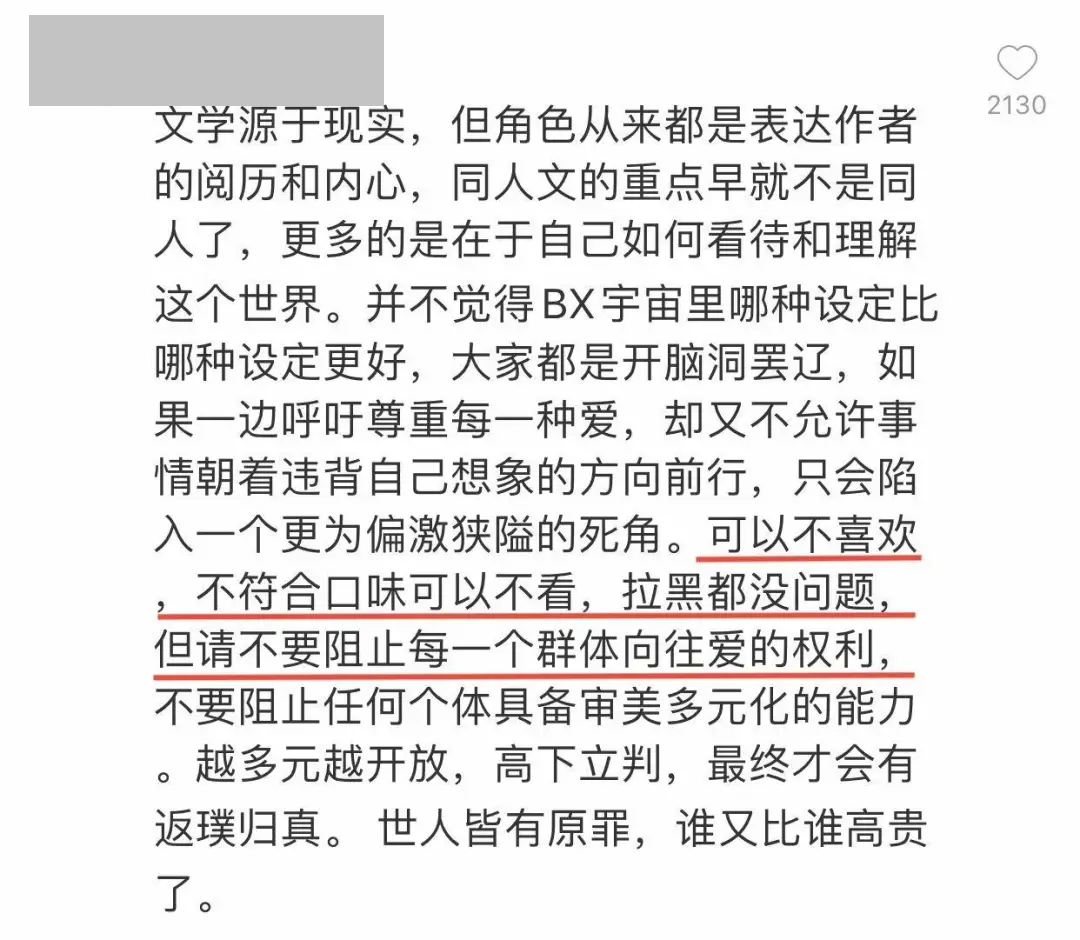 2130
文学源于现实，但角色从来都是表达作者
的阅历和内心，同人文的重点早就不是同
人了，更多的是在于自己如何看待和理解
这个世界。并不觉得BX宇宙里哪种设定比
哪种设定更好，大家都是开脑洞罢辽，如
果一边呼吁尊重每一种爱，却又不允许事
情朝着违背自己想象的方向前行，只会陷
入一个更为偏激狭隘的死角。可以不喜欢
，不符合口味可以不看，拉黑都没问题，
但请不要阻止每一个群体向往爱的权利，
不要阻止任何个体具备审美多元化的能力
。越多元越开放，高下立判，最终才会有
返璞归真。 世人皆有原罪，谁又比谁高贵
了。